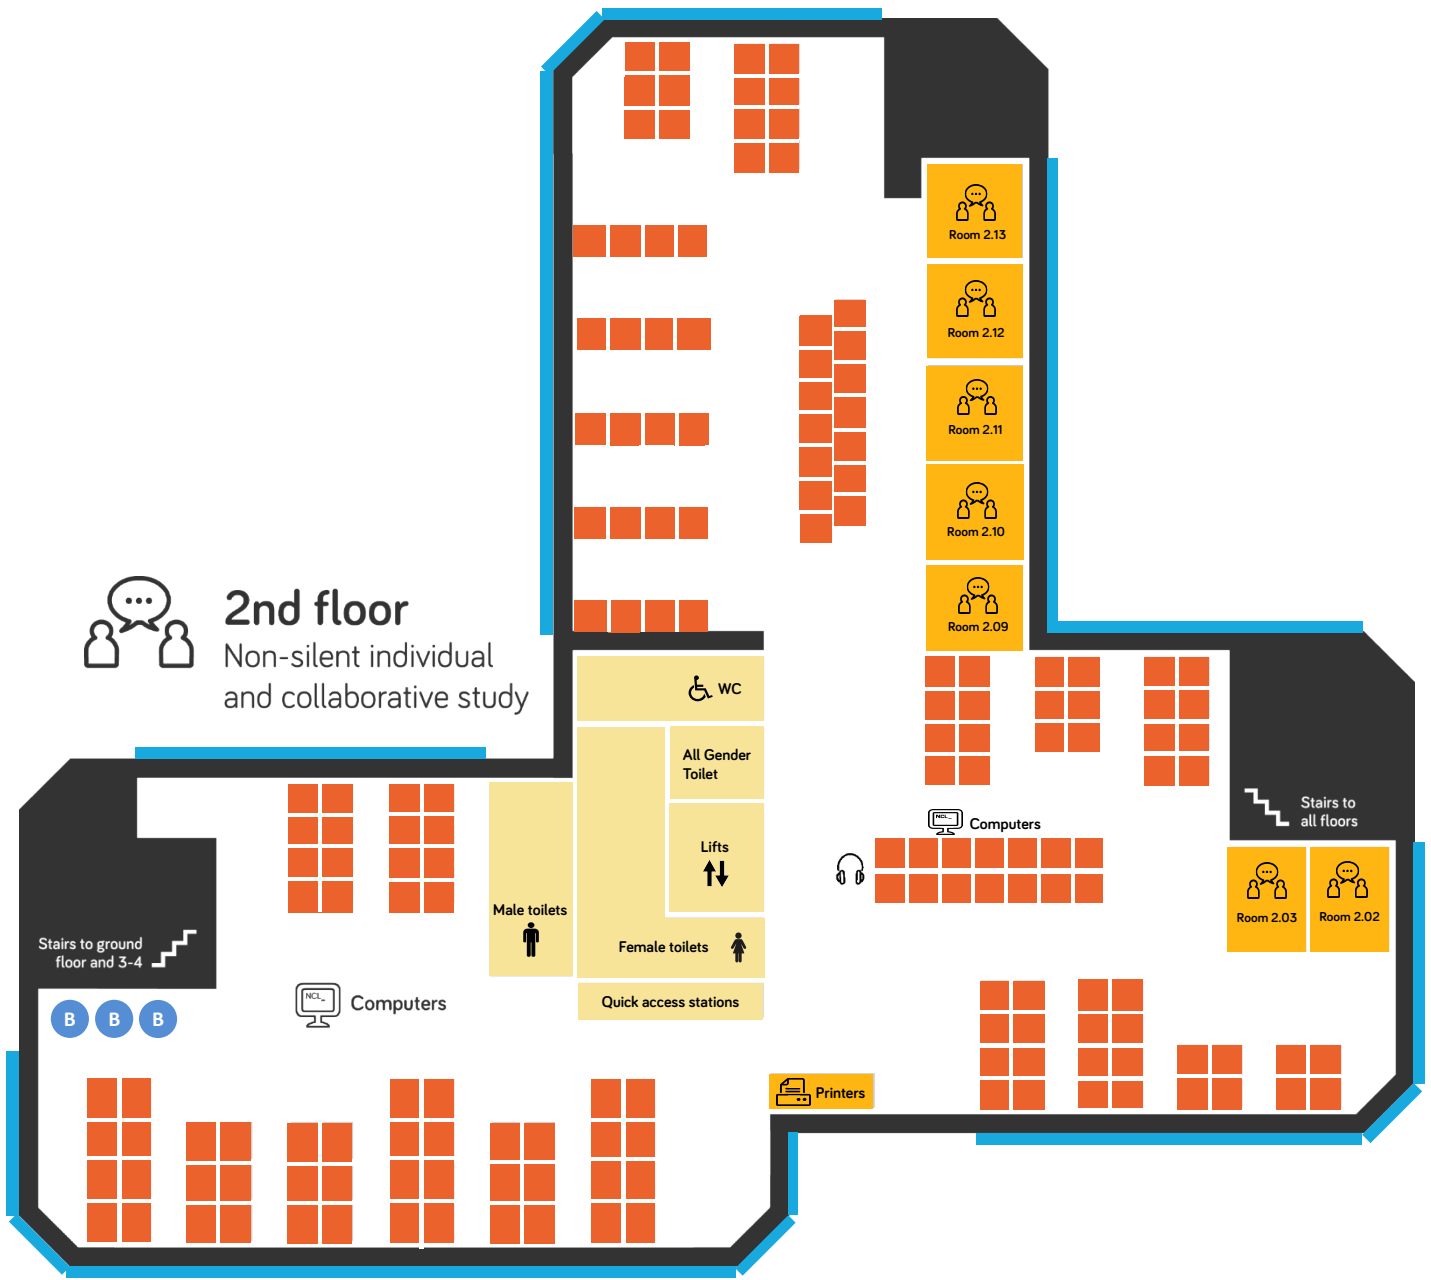 Room 2.13
Room 2.12
Room 2.11
Room 2.10
Room 2.09
2nd floor
Non-silent individual
and collaborative study
WC
All Gender
Toilet
Lifts
Male toilets
Female toilets
Quick access stations
NCL_
Computers
Stairs to
all floors
Room 2.03
Room 2.02
Stairs to ground
floor and 3-4
NCL_
Computers
B
B
B
Printers